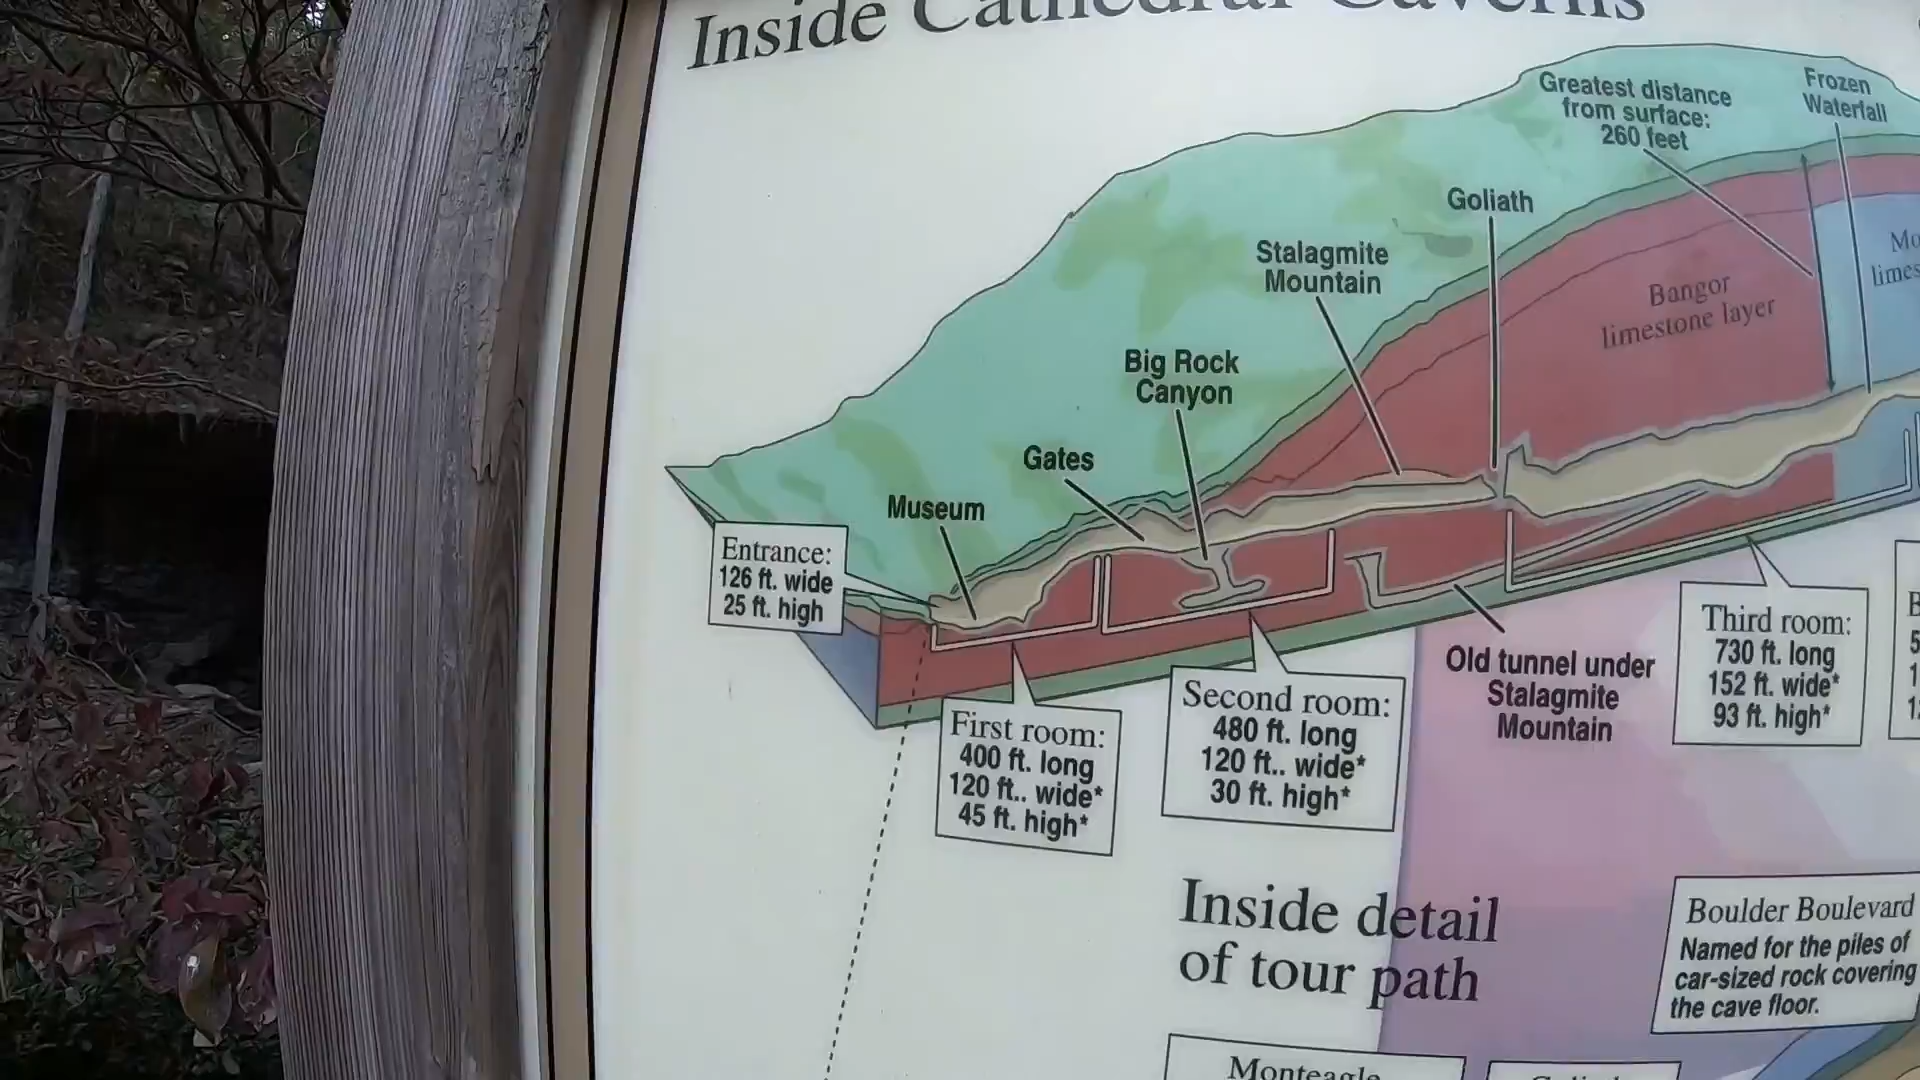 Inside Cathedral Caverns
Greatest distance
from surface:
260 feet
Frozen
Waterfall
Goliath
Stalagmite
Mountain
Bangor
limestone layer
Big Rock
Canyon
Gates
Museum
Entrance:
126 ft. wide
25 ft. high
First room:
400 ft. long
120 ft.. wide*
45 ft. high*
Second room:
480 ft. long
120 ft.. wide*
30 ft. high*
Old tunnel under
Stalagmite
Mountain
Third room:
730 ft. long
152 ft. wide*
93 ft. high*
Inside detail
of tour path
Boulder Boulevard
Named for the piles of
car-sized rock covering
the cave floor.
Monteagle